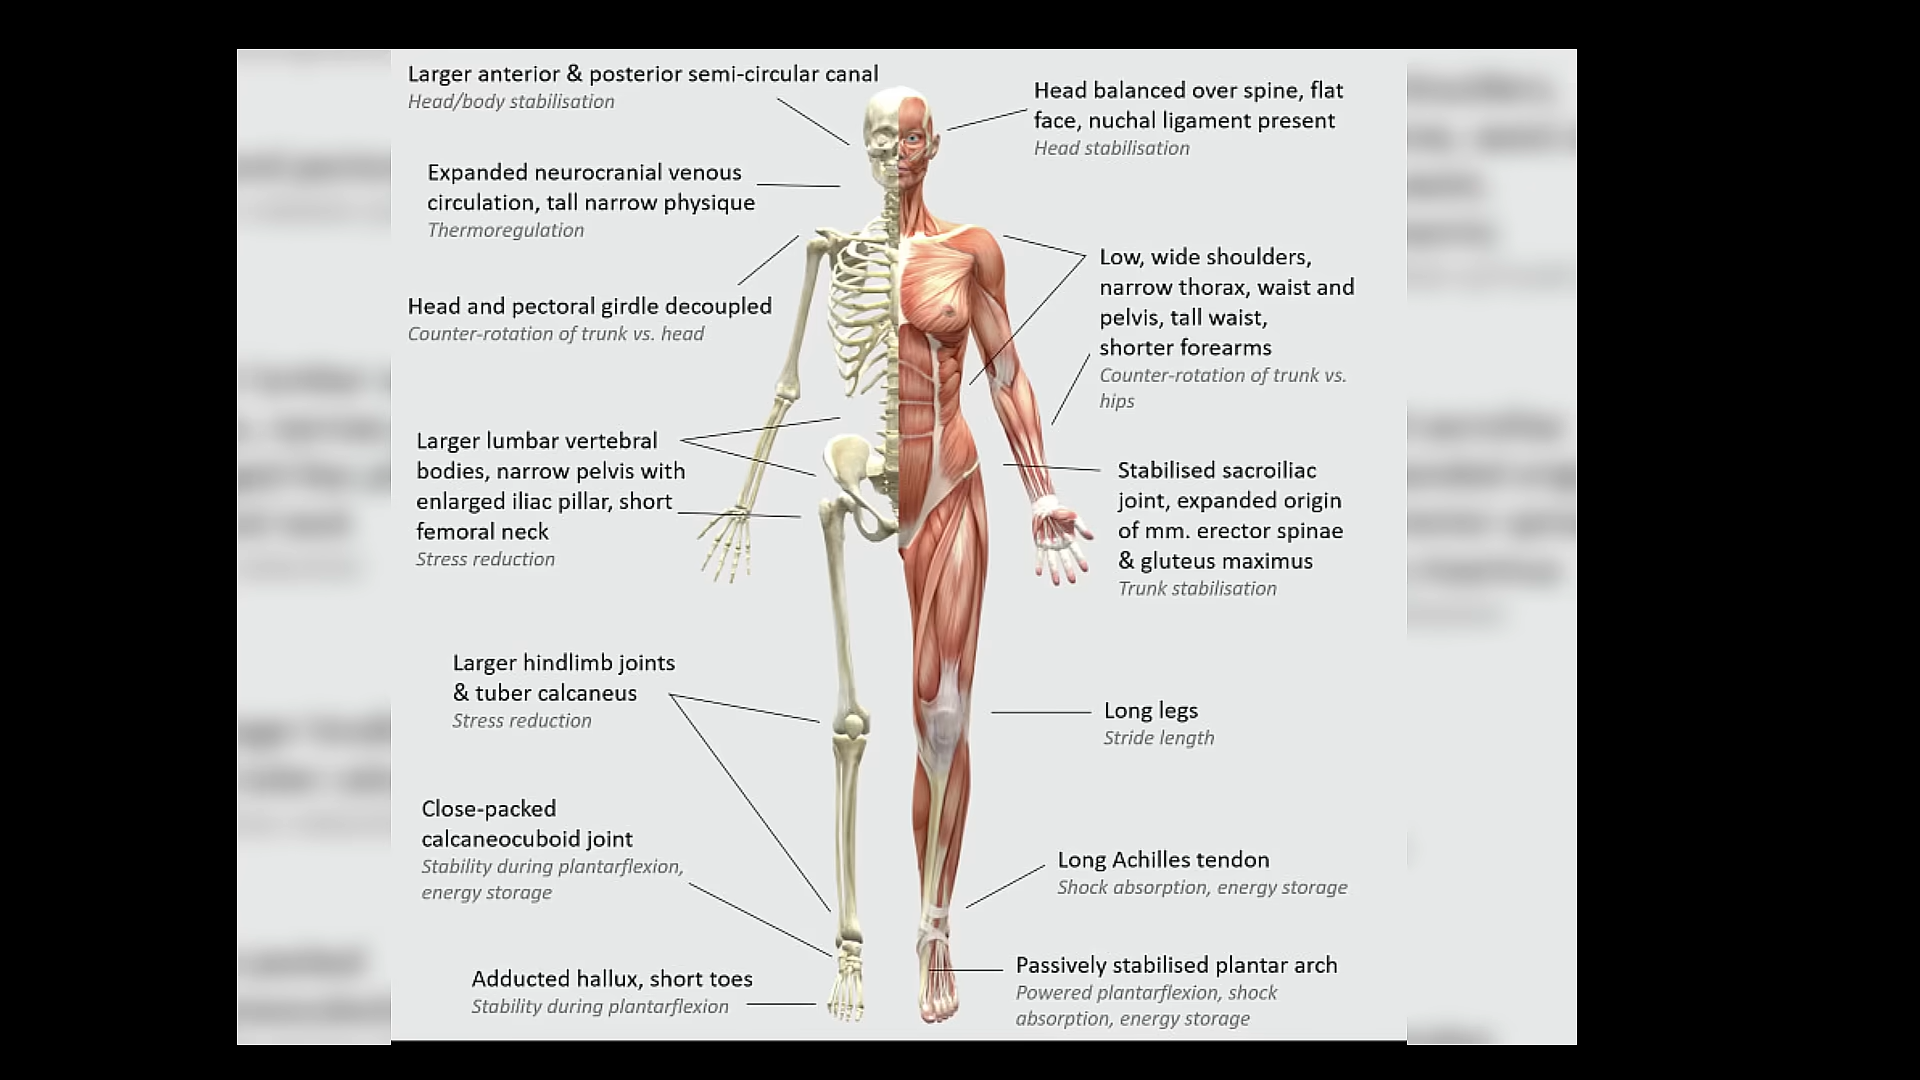 Larger anterior & posterior semi-circular canal
Head/body stabilisation
Expanded neurocranial venous
circulation, tall narrow physique
Thermoregulation
Head and pectoral girdle decoupled
Counter-rotation of trunk vs. head
Larger lumbar vertebral
bodies, narrow pelvis with
enlarged iliac pillar, short
femoral neck
Stress reduction
Larger hindlimb joints
& tuber calcaneus
Stress reduction
Close-packed
calcaneocuboid joint
Stability during plantarflexion,
energy storage
Adducted hallux, short toes
Stability during plantarflexion
Head balanced over spine, flat
face, nuchal ligament present
Head stabilisation
Low, wide shoulders,
narrow thorax, waist and
pelvis, tall waist,
shorter forearms
Counter-rotation of trunk vs.
hips
Stabilised sacroiliac
joint, expanded origin
of mm. erector spinae
& gluteus maximus
Trunk stabilisation
Long legs
Stride length
Long Achilles tendon
Shock absorption, energy storage
Passively stabilised plantar arch
Powered plantarflexion, shock
absorption, energy storage